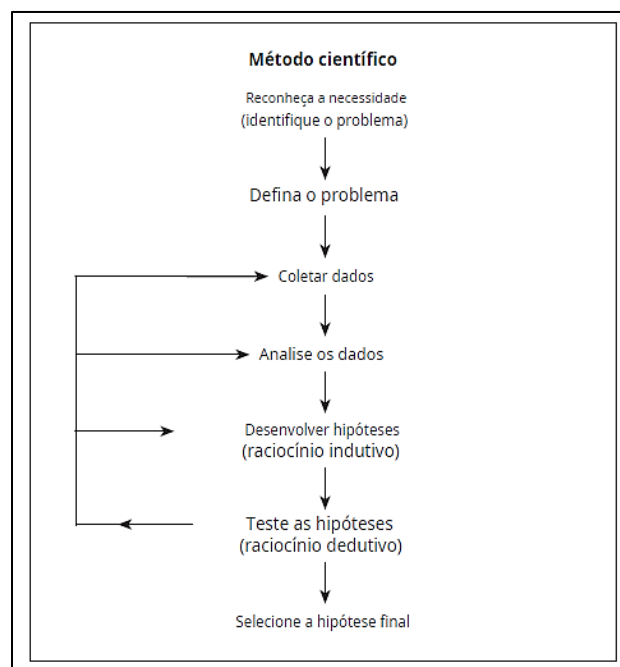 Método científico
Reconheça a necessidade
(identifique o problema)
Defina o problema
Coletar dados
Analise os dados
Desenvolver hipóteses
(raciocínio indutivo)
Teste as hipóteses
(raciocínio dedutivo)
Selecione a hipótese final